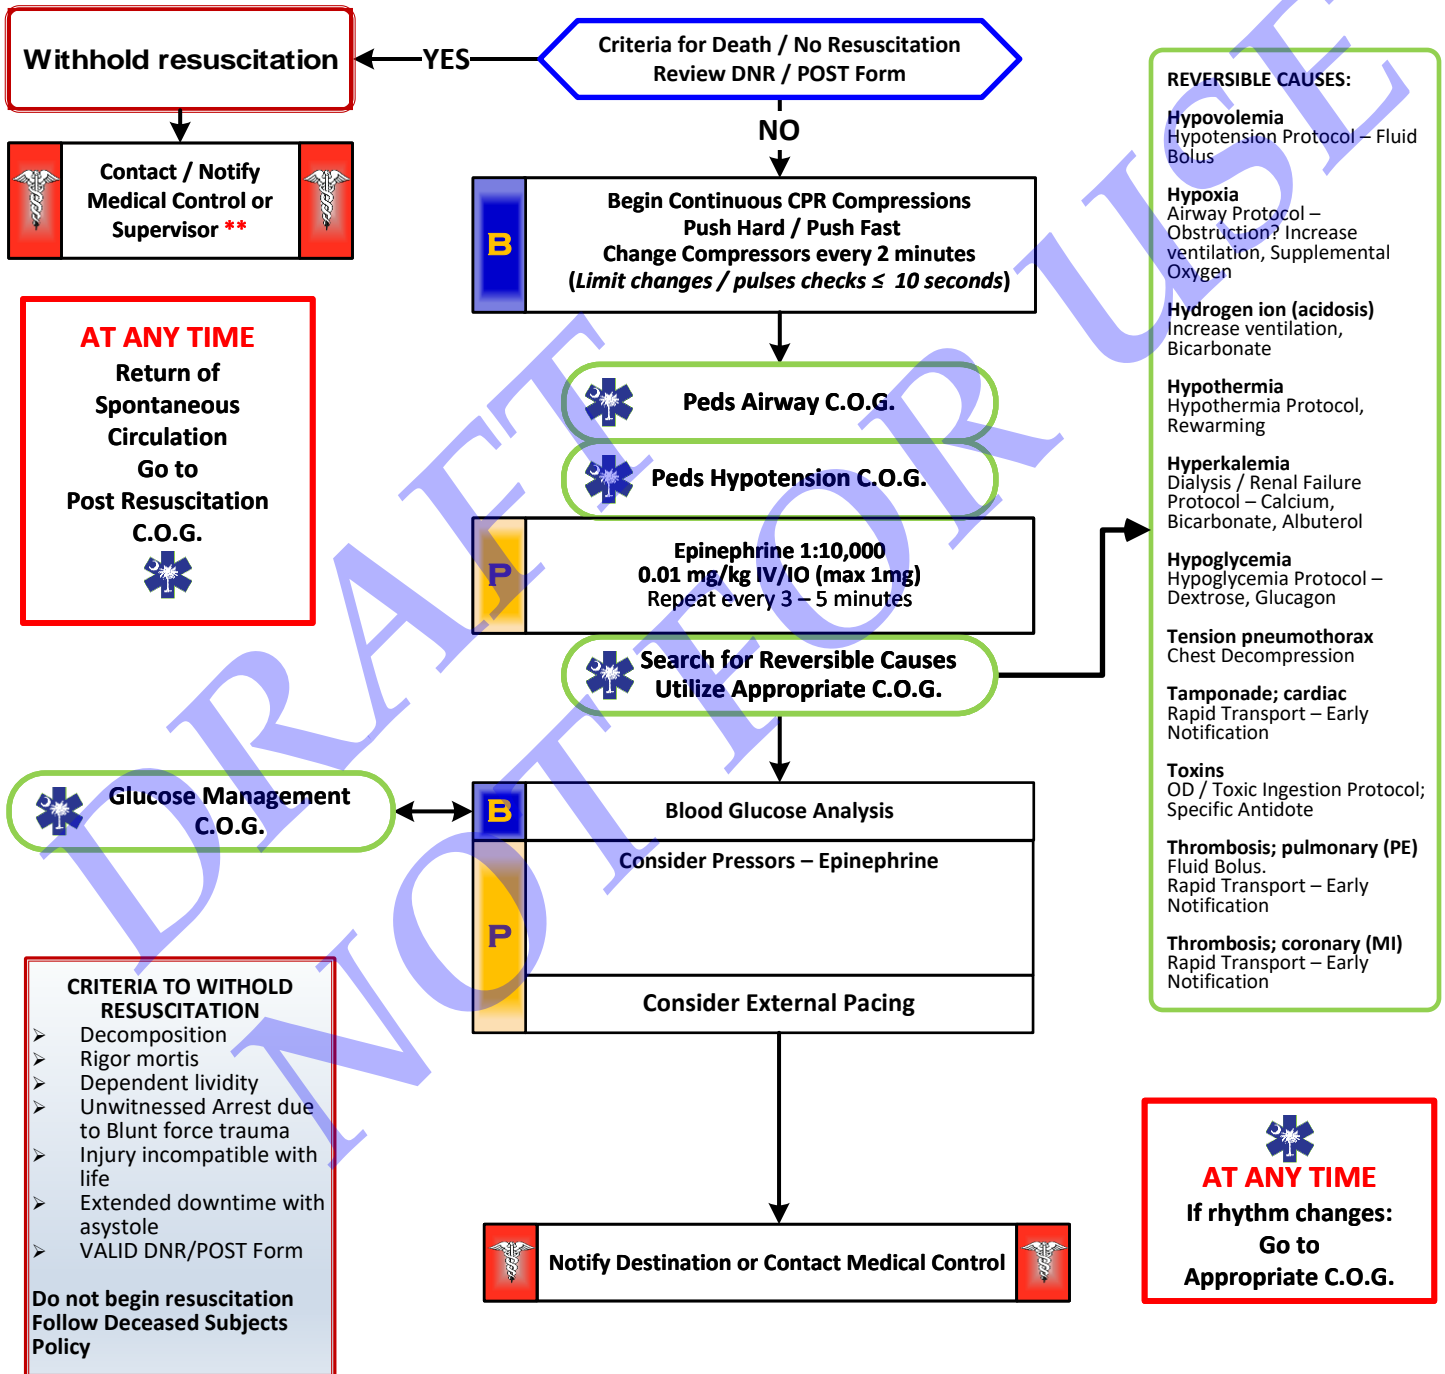 Withhold resuscitation
YES
Criteria for Death / No Resuscitation
Review DNR / POST Form
NO
Contact / Notify
Medical Control or
Supervisor **
B
Begin Continuous CPR Compressions
Push Hard / Push Fast
Change Compressors every 2 minutes
(Limit changes / pulses checks ≤ 10 seconds)
AT ANY TIME
Return of
Spontaneous
Circulation
Go to
Post Resuscitation
C.O.G.
Peds Airway C.O.G.
Peds Hypotension C.O.G.
P
Epinephrine 1:10,000
0.01 mg/kg IV/IO (max 1mg)
Repeat every 3 – 5 minutes
Search for Reversible Causes
Utilize Appropriate C.O.G.
Glucose Management
C.O.G.
B
Blood Glucose Analysis
P
Consider Pressors – Epinephrine
Consider External Pacing
Notify Destination or Contact Medical Control
CRITERIA TO WITHOLD
RESUSCITATION
➢ Decomposition
➢ Rigor mortis
➢ Dependent lividity
➢ Unwitnessed Arrest due
to Blunt force trauma
➢ Injury incompatible with
life
➢ Extended downtime with
asystole
➢ VALID DNR/POST Form
Do not begin resuscitation
Follow Deceased Subjects
Policy
REVERSIBLE CAUSES:
Hypovolemia
Hypotension Protocol – Fluid
Bolus
Hypoxia
Airway Protocol –
Obstruction? Increase
ventilation, Supplemental
Oxygen
Hydrogen ion (acidosis)
Increase ventilation,
Bicarbonate
Hypothermia
Hypothermia Protocol,
Rewarming
Hyperkalemia
Dialysis / Renal Failure
Protocol – Calcium,
Bicarbonate, Albuterol
Hypoglycemia
Hypoglycemia Protocol –
Dextrose, Glucagon
Tension pneumothorax
Chest Decompression
Tamponade; cardiac
Rapid Transport – Early
Notification
Toxins
OD / Toxic Ingestion Protocol;
Specific Antidote
Thrombosis; pulmonary (PE)
Fluid Bolus.
Rapid Transport – Early
Notification
Thrombosis; coronary (MI)
Rapid Transport – Early
Notification
AT ANY TIME
If rhythm changes:
Go to
Appropriate C.O.G.
DRAFT
NOT FOR USE